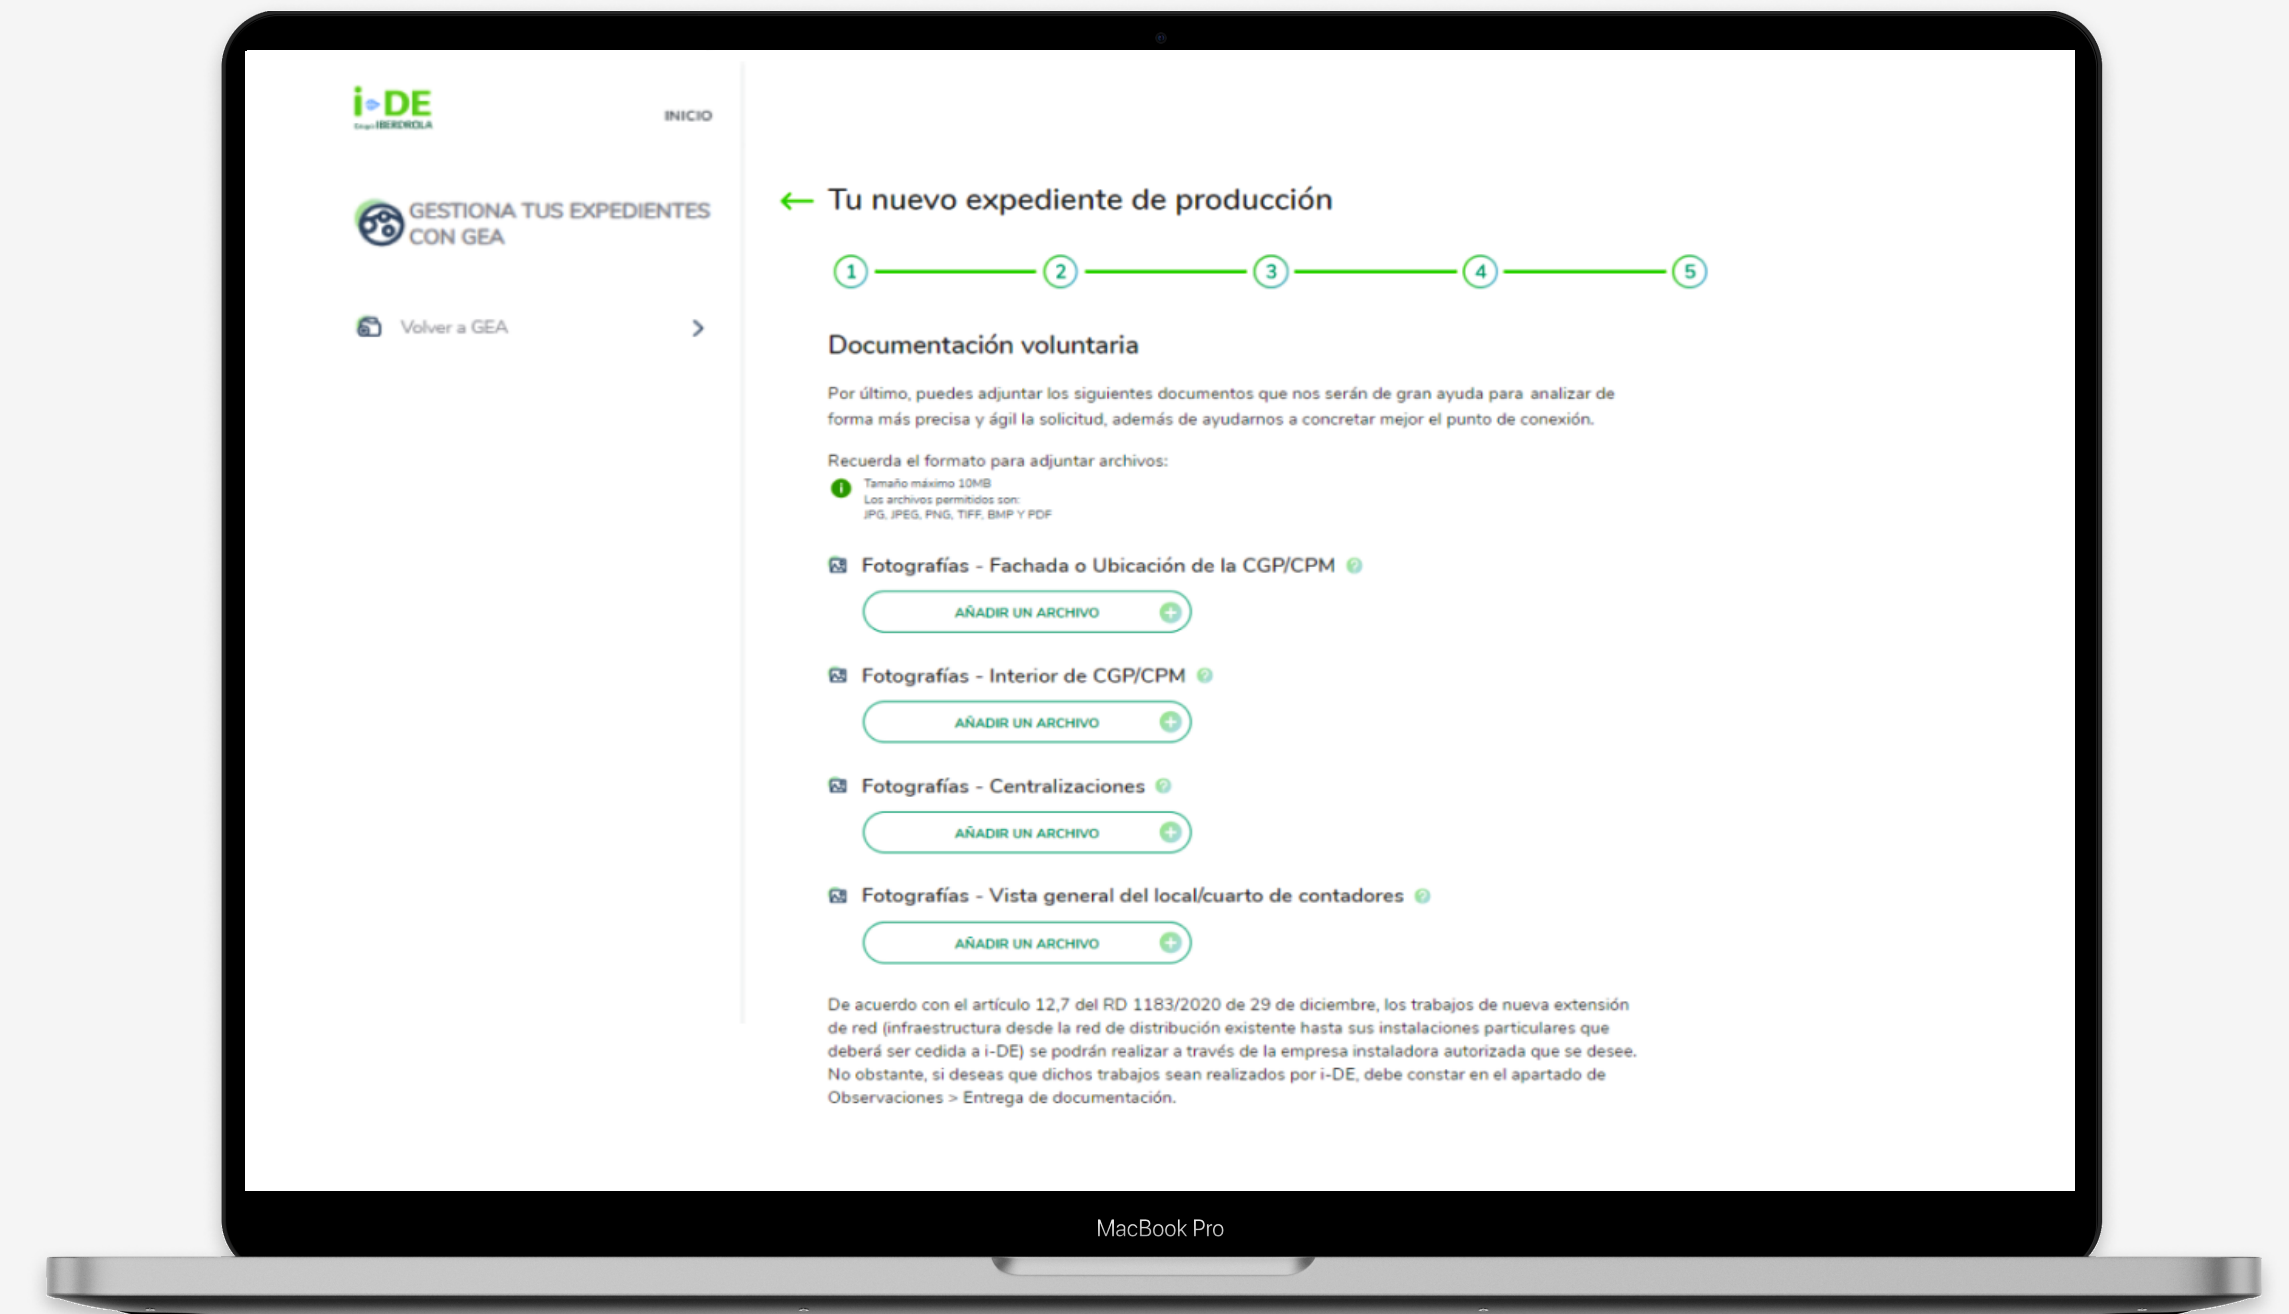 i-DE
Grupo IBERDROLA
INICIO
GESTIONA TUS EXPEDIENTES
CON GEA
Volver a GEA
Tu nuevo expediente de producción
1 2 3 4 5
Documentación voluntaria
Por último, puedes adjuntar los siguientes documentos que nos serán de gran ayuda para analizar de
forma más precisa y ágil la solicitud, además de ayudarnos a concretar mejor el punto de conexión.
Recuerda el formato para adjuntar archivos:
Tamaño máximo 10MB
Los archivos permitidos son:
JPG, JPEG, PNG, TIFF, BMP Y PDF
Fotografías - Fachada o Ubicación de la CGP/CPM
AÑADIR UN ARCHIVO
Fotografías - Interior de CGP/CPM
AÑADIR UN ARCHIVO
Fotografías - Centralizaciones
AÑADIR UN ARCHIVO
Fotografías - Vista general del local/cuarto de contadores
AÑADIR UN ARCHIVO
De acuerdo con el artículo 12,7 del RD 1183/2020 de 29 de diciembre, los trabajos de nueva extensión
de red (infraestructura desde la red de distribución existente hasta sus instalaciones particulares que
deberá ser cedida a i-DE) se podrán realizar a través de la empresa instaladora autorizada que se desee.
No obstante, si deseas que dichos trabajos sean realizados por i-DE, debe constar en el apartado de
Observaciones > Entrega de documentación.
MacBook Pro